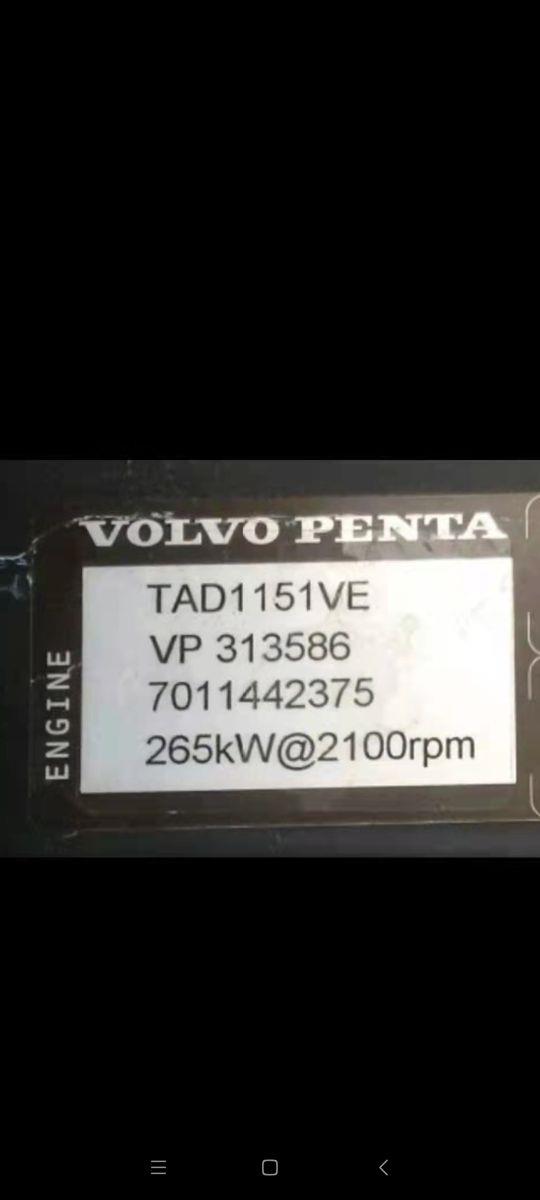 VOLVO PENTA
ENGINE
TAD1151VE
VP 313586
7011442375
265kW@2100rpm